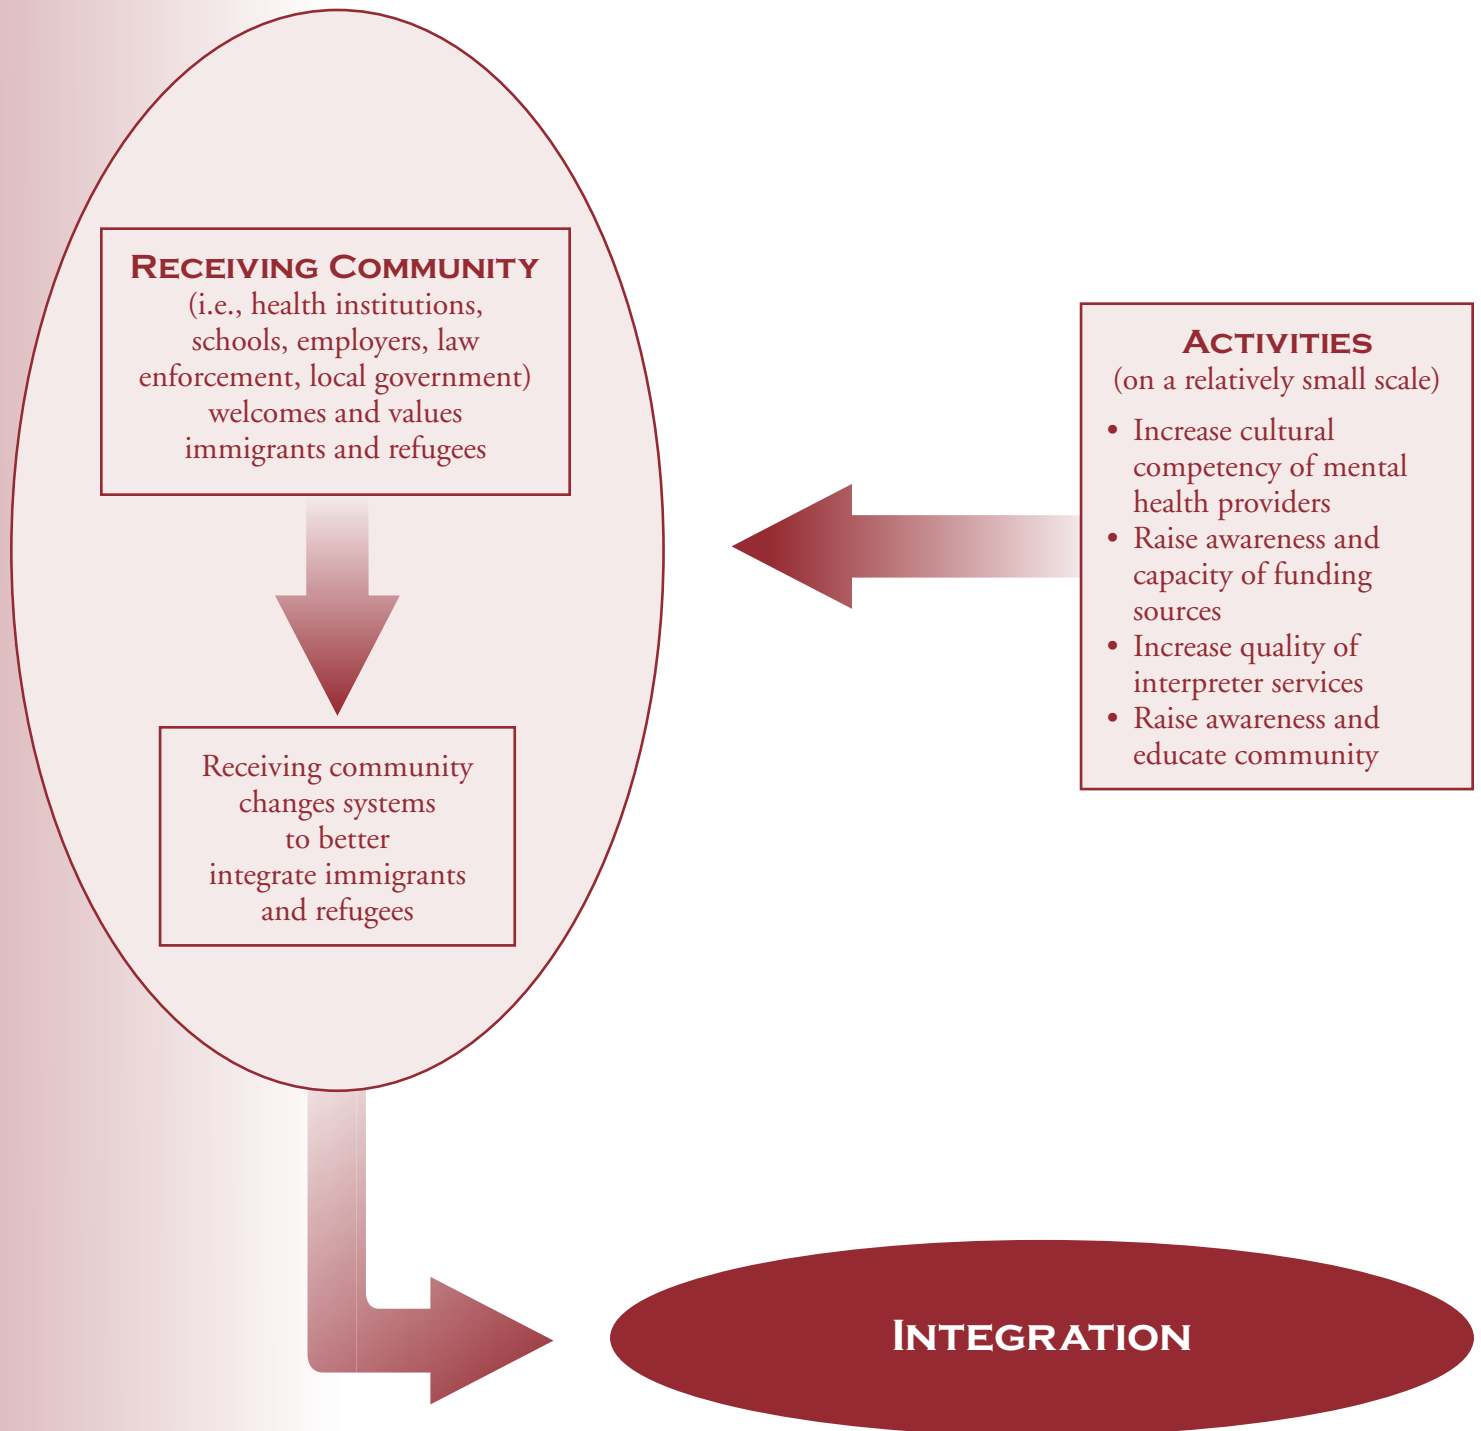 RECEIVING COMMUNITY
(i.e., health institutions,
schools, employers, law
enforcement, local government)
welcomes and values
immigrants and refugees
Receiving community
changes systems
to better
integrate immigrants
and refugees
ACTIVITIES
(on a relatively small scale)
• Increase cultural
competency of mental
health providers
• Raise awareness and
capacity of funding
sources
• Increase quality of
interpreter services
• Raise awareness and
educate community
INTEGRATION